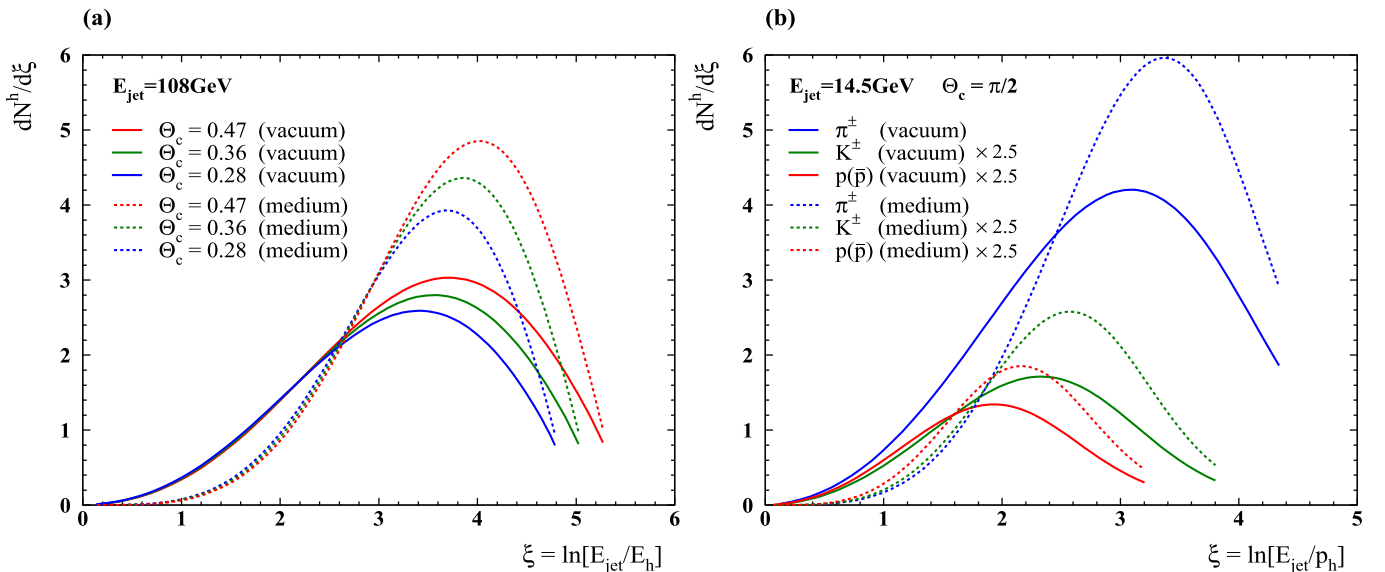 (a)
dN^h/dξ
6
5
4
3
2
1
0
E_jet=108GeV
Θ_c = 0.47 (vacuum)
Θ_c = 0.36 (vacuum)
Θ_c = 0.28 (vacuum)
Θ_c = 0.47 (medium)
Θ_c = 0.36 (medium)
Θ_c = 0.28 (medium)
0 1 2 3 4 5 6
ξ = ln[E_jet/E_h]
(b)
dN^h/dξ
6
5
4
3
2
1
0
E_jet=14.5GeV Θ_c = π/2
π^± (vacuum)
K^± (vacuum) × 2.5
p(p̄) (vacuum) × 2.5
π^± (medium)
K^± (medium) × 2.5
p(p̄) (medium) × 2.5
0 1 2 3 4 5
ξ = ln[E_jet/p_h]